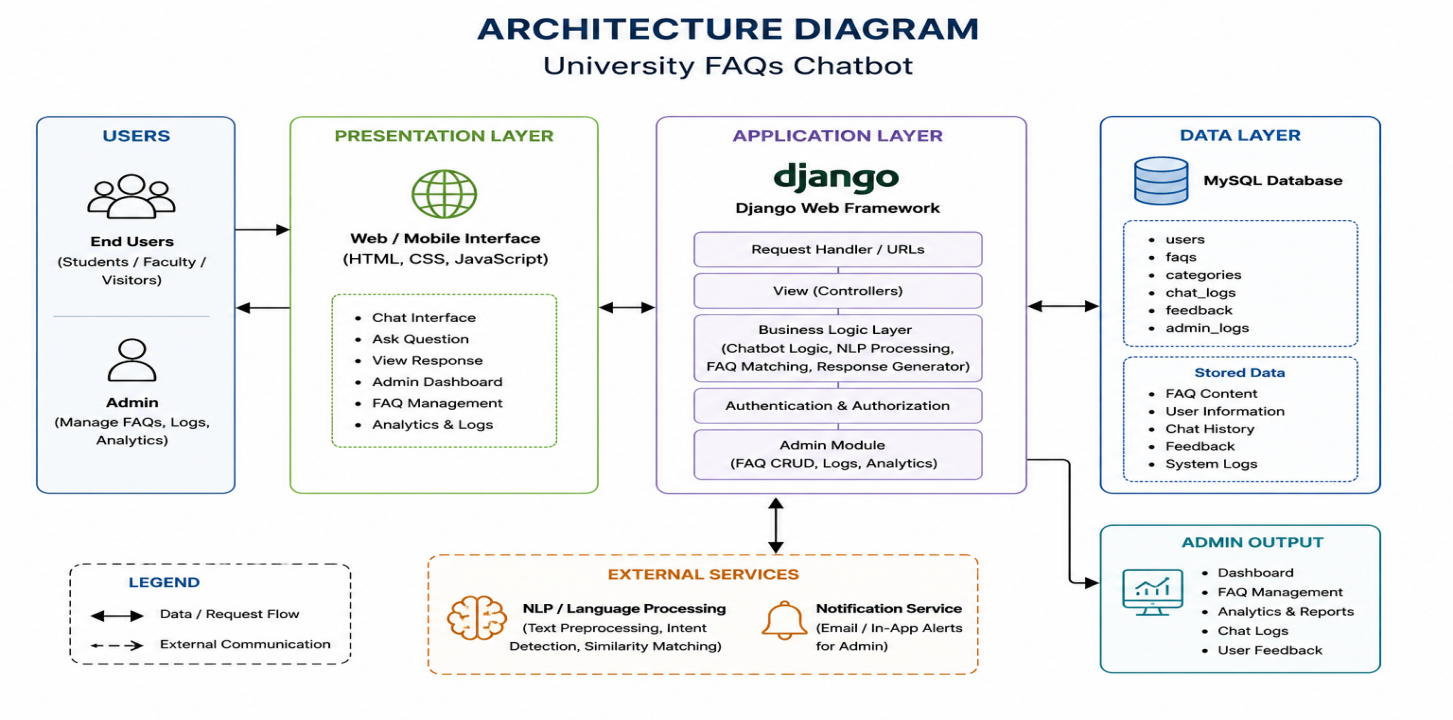 ARCHITECTURE DIAGRAM
University FAQs Chatbot
USERS
End Users
(Students / Faculty /
Visitors)
Admin
(Manage FAQs, Logs,
Analytics)
PRESENTATION LAYER
Web / Mobile Interface
(HTML, CSS, JavaScript)
• Chat Interface
• Ask Question
• View Response
• Admin Dashboard
• FAQ Management
• Analytics & Logs
APPLICATION LAYER
django
Django Web Framework
Request Handler / URLs
View (Controllers)
Business Logic Layer
(Chatbot Logic, NLP Processing,
FAQ Matching, Response Generator)
Authentication & Authorization
Admin Module
(FAQ CRUD, Logs, Analytics)
DATA LAYER
MySQL Database
• users
• faqs
• categories
• chat_logs
• feedback
• admin_logs
Stored Data
• FAQ Content
• User Information
• Chat History
• Feedback
• System Logs
LEGEND
Data / Request Flow
External Communication
EXTERNAL SERVICES
NLP / Language Processing
(Text Preprocessing, Intent
Detection, Similarity Matching)
Notification Service
(Email / In-App Alerts
for Admin)
ADMIN OUTPUT
• Dashboard
• FAQ Management
• Analytics & Reports
• Chat Logs
• User Feedback